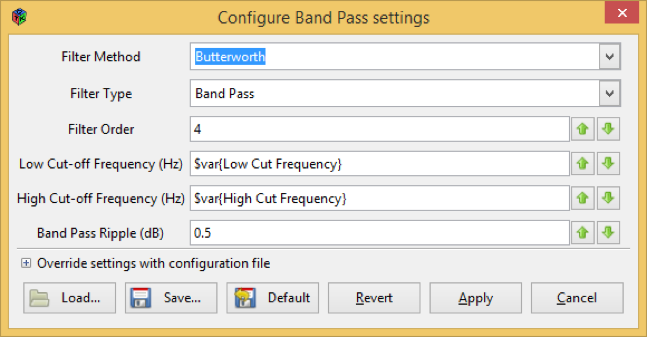 Configure Band Pass settings
Filter Method Butterworth
Filter Type Band Pass
Filter Order 4
Low Cut-off Frequency (Hz) $var{Low Cut Frequency}
High Cut-off Frequency (Hz) $var{High Cut Frequency}
Band Pass Ripple (dB) 0.5
Override settings with configuration file
Load... Save... Default Revert Apply Cancel